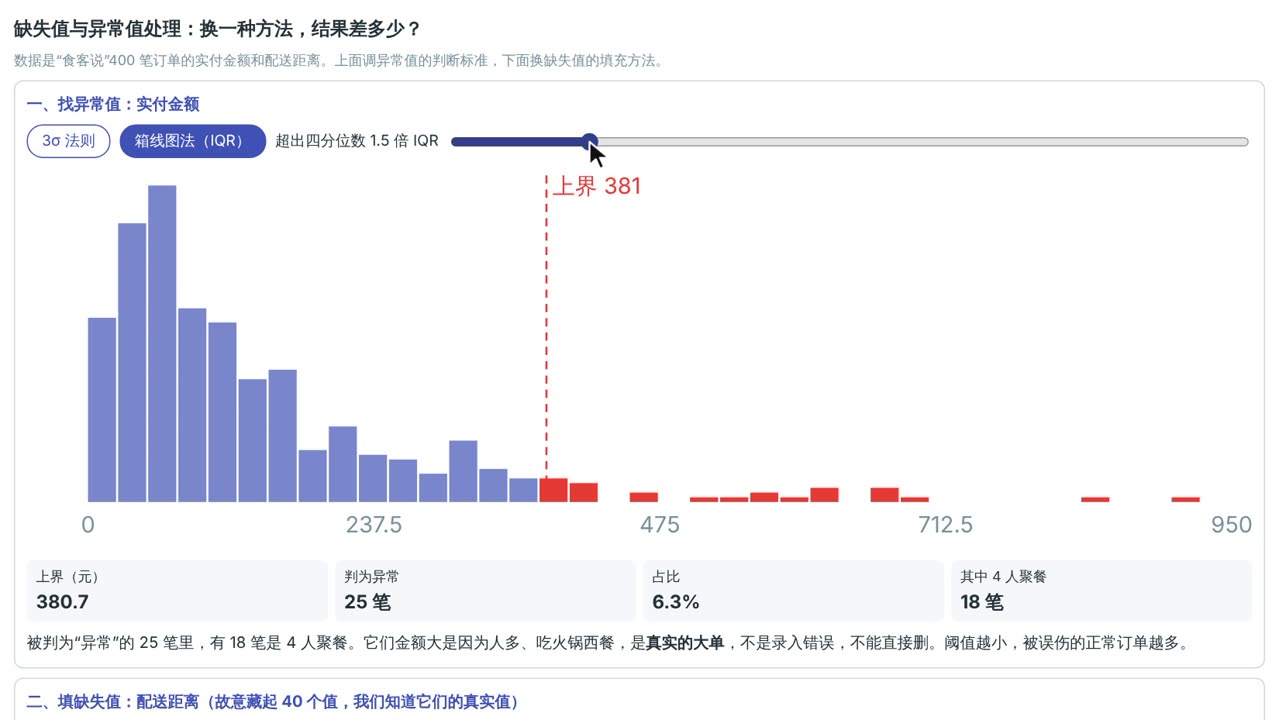 缺失值与异常值处理：换一种方法，结果差多少？
数据是“食客说”400 笔订单的实付金额和配送距离。上面调异常值的判断标准，下面换缺失值的填充方法。
一、找异常值：实付金额
3σ 法则 箱线图法（IQR） 超出四分位数 1.5 倍 IQR
上界 381
0 237.5 475 712.5 950
上界（元） 判为异常 占比 其中 4 人聚餐
380.7 25 笔 6.3% 18 笔
被判为“异常”的 25 笔里，有 18 笔是 4 人聚餐。它们金额大是因为人多、吃火锅西餐，是真实的大单，不是录入错误，不能直接删。阈值越小，被误伤的正常订单越多。
二、填缺失值：配送距离（故意藏起 40 个值，我们知道它们的真实值）